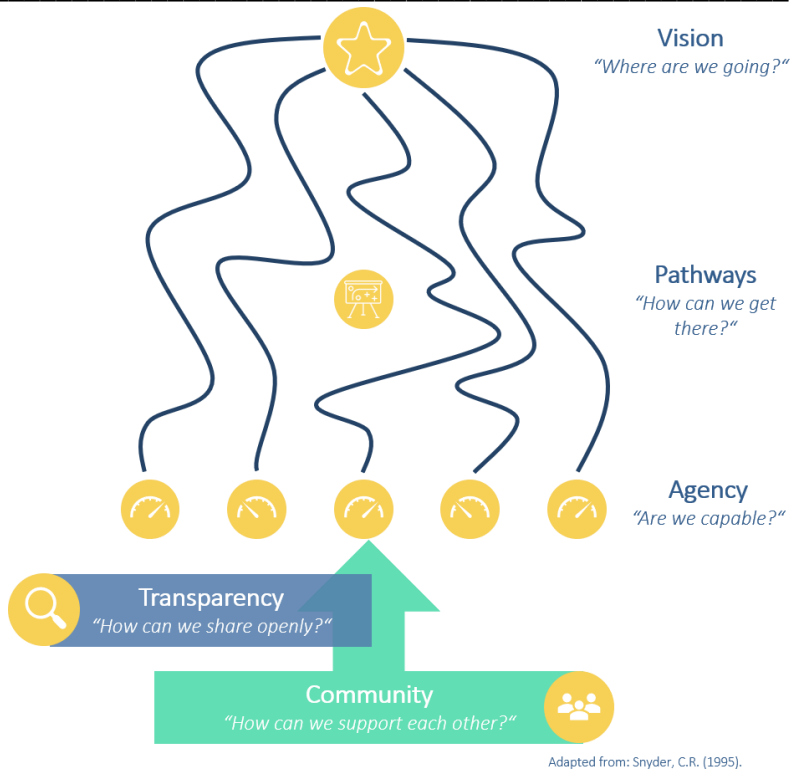 Vision
“Where are we going?“
Pathways
“How can we get
there?“
Agency
“Are we capable?“
Transparency
“How can we share openly?“
Community
“How can we support each other?“
Adapted from: Snyder, C.R. (1995).